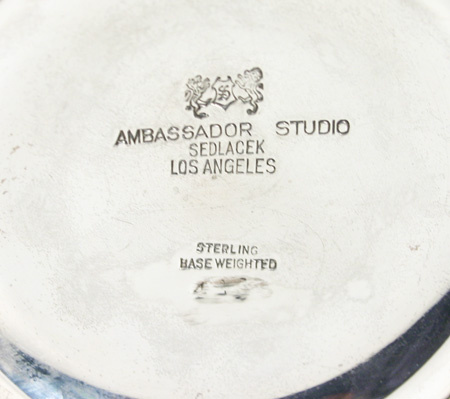 S
AMBASSADOR STUDIO
SEDLACEK
LOS ANGELES
STERLING
BASE WEIGHTED